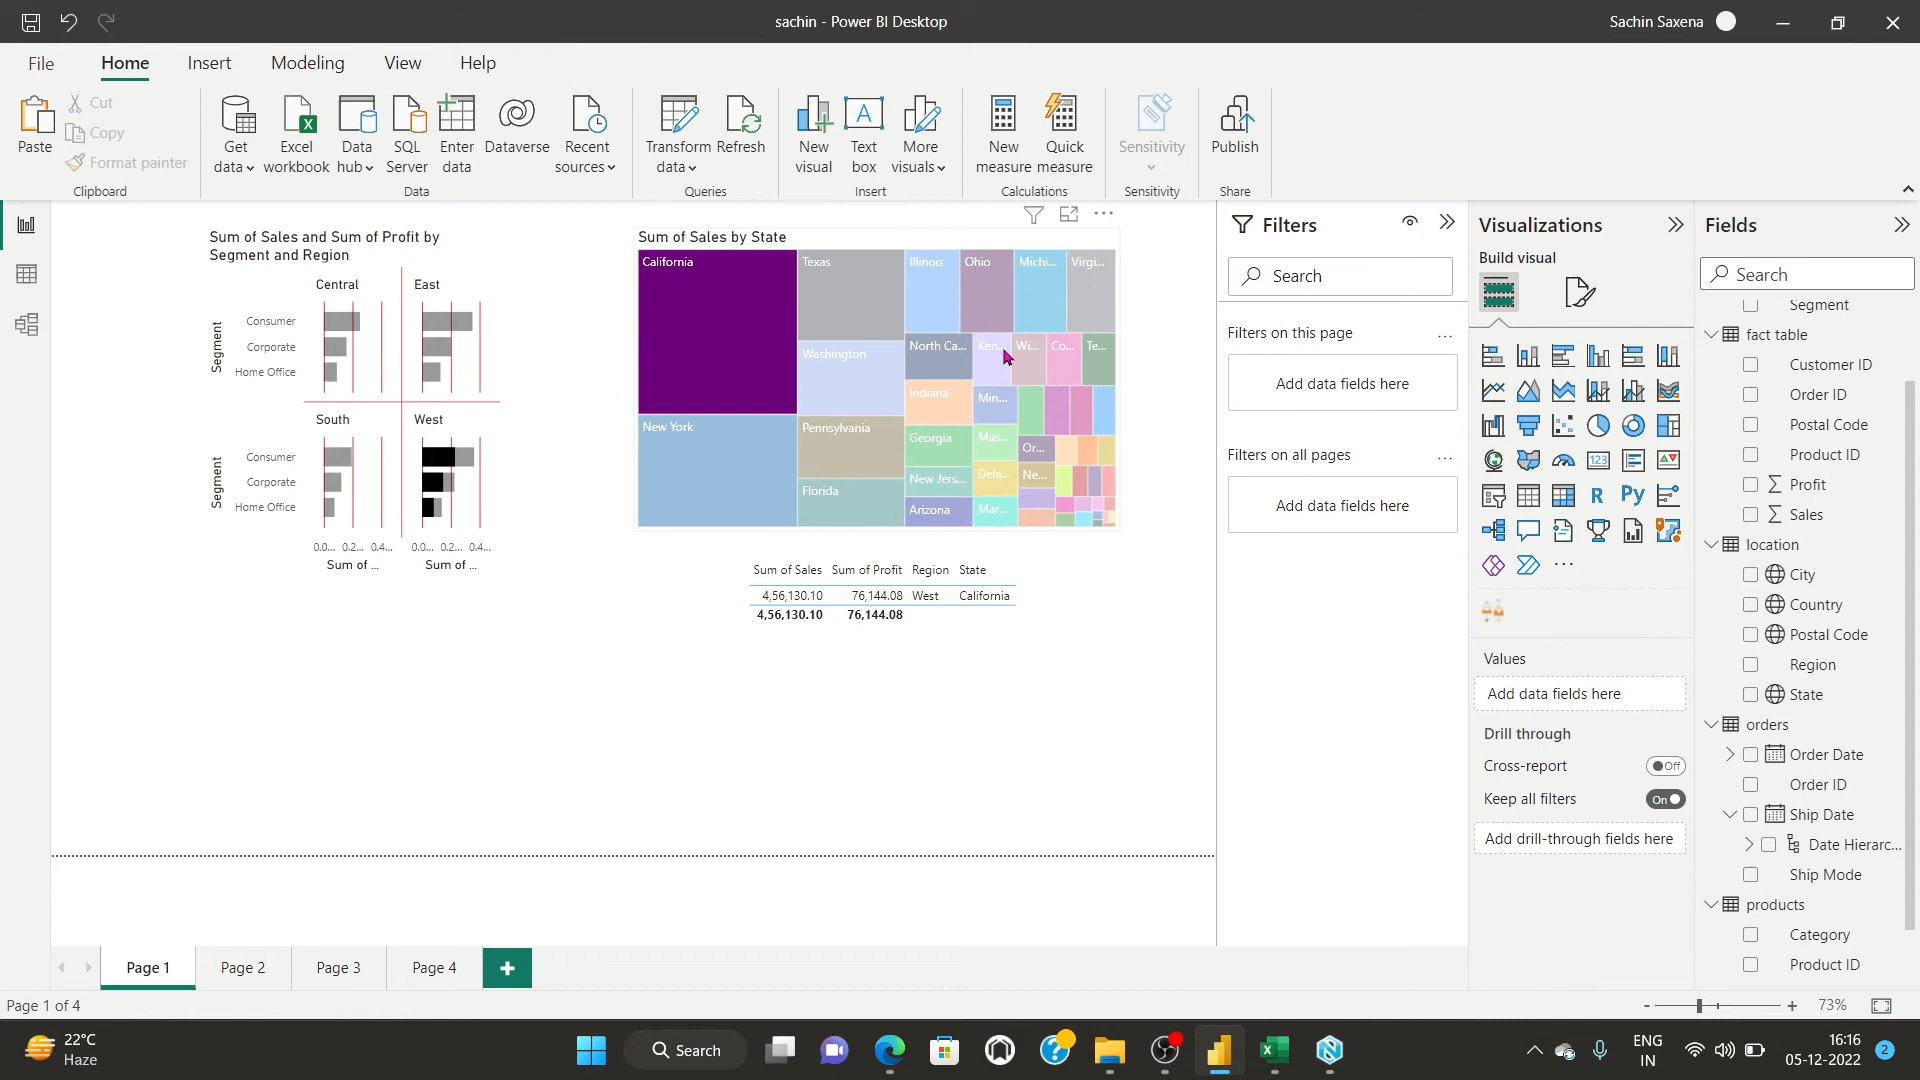 sachin - Power BI Desktop
Sachin Saxena
File Home Insert Modeling View Help
Paste
Cut
Copy
Format painter
Clipboard
Get data
Excel workbook
Data hub
SQL Server
Enter data
Dataverse
Recent sources
Data
Transform data
Refresh
Queries
New visual
Text box
More visuals
Insert
New measure
Quick measure
Calculations
Sensitivity
Sensitivity
Publish
Share
Sum of Sales and Sum of Profit by
Segment and Region
Central East
Segment
Consumer
Corporate
Home Office
South West
Segment
Consumer
Corporate
Home Office
0.0... 0.2... 0.4... 0.0... 0.2... 0.4...
Sum of ... Sum of ...
Sum of Sales by State
California
New York
Texas
Washington
Pennsylvania
Florida
Illinois
Ohio
Michi...
Virgi...
North Ca...
Ken...
Wi...
Co...
Te...
Indiana
Min...
Georgia
Mas...
Or...
New Jers...
Dela...
Ne...
Arizona
Mar...
Sum of Sales Sum of Profit Region State
4,56,130.10 76,144.08 West California
4,56,130.10 76,144.08
Filters
Search
Filters on this page ...
Add data fields here
Filters on all pages ...
Add data fields here
Visualizations
Build visual
123
R
Py
...
Values
Add data fields here
Drill through
Cross-report Off
Keep all filters On
Add drill-through fields here
Fields
Search
Segment
fact table
Customer ID
Order ID
Postal Code
Product ID
Profit
Sales
location
City
Country
Postal Code
Region
State
orders
Order Date
Order ID
Ship Date
Date Hierarc...
Ship Mode
products
Category
Product ID
Page 1 Page 2 Page 3 Page 4 +
Page 1 of 4
- + 73%
22°C
Haze
Search
ENG
IN
16:16
05-12-2022
2